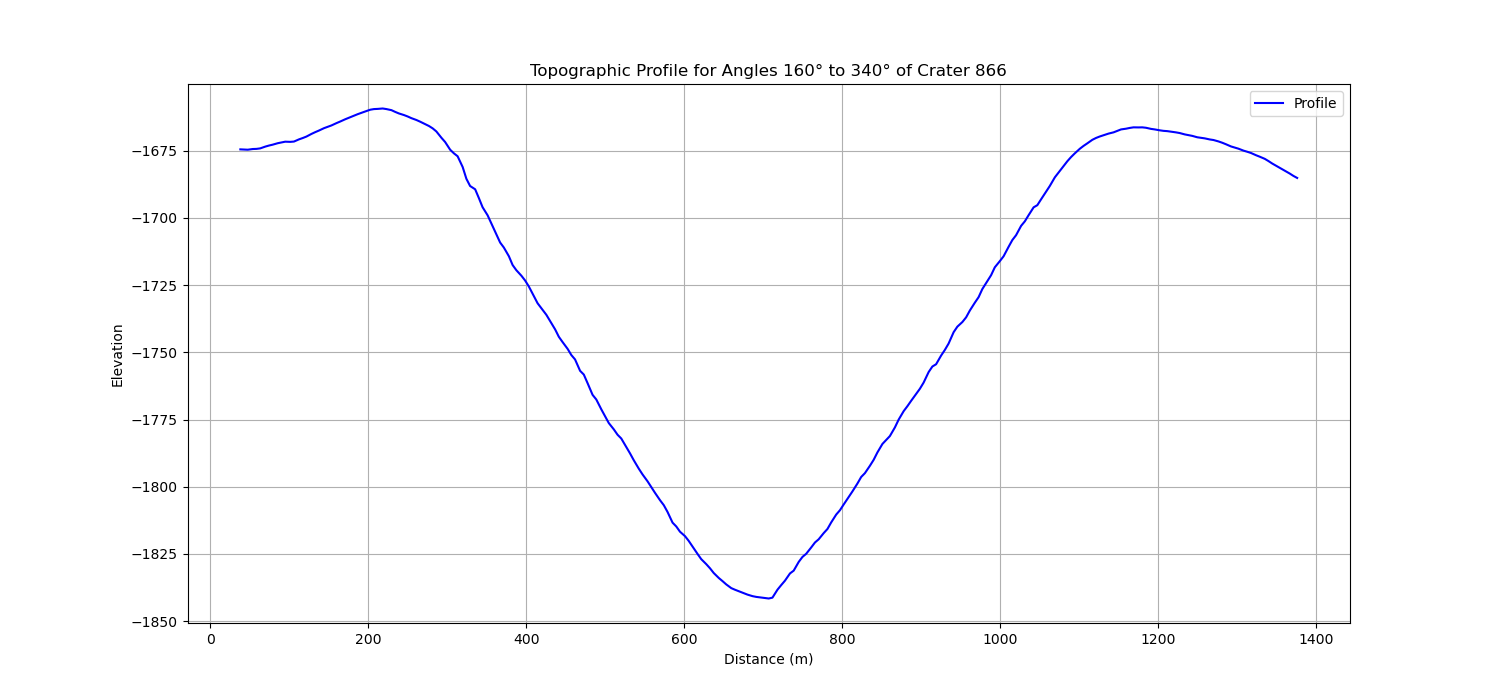 Topographic Profile for Angles 160° to 340° of Crater 866
Profile
−1675
−1700
−1725
−1750
−1775
−1800
−1825
−1850
Elevation
0 200 400 600 800 1000 1200 1400
Distance (m)